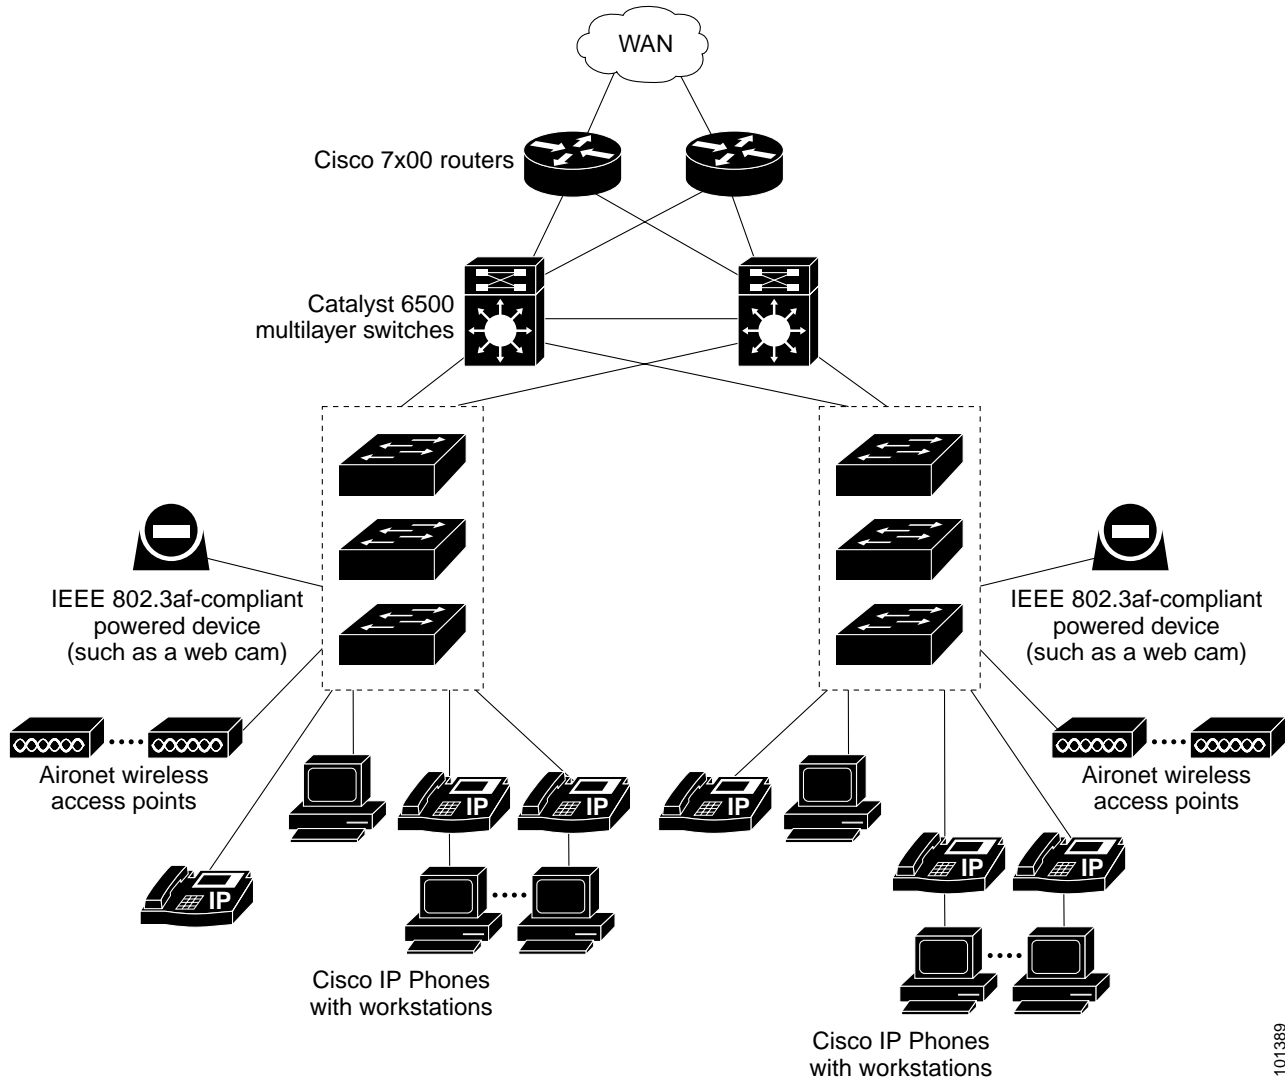 WAN
Cisco 7x00 routers
Catalyst 6500
multilayer switches
IEEE 802.3af-compliant
powered device
(such as a web cam)
IEEE 802.3af-compliant
powered device
(such as a web cam)
Aironet wireless
access points
Aironet wireless
access points
IP
IP
IP
IP
IP
IP
Cisco IP Phones
with workstations
Cisco IP Phones
with workstations
101389